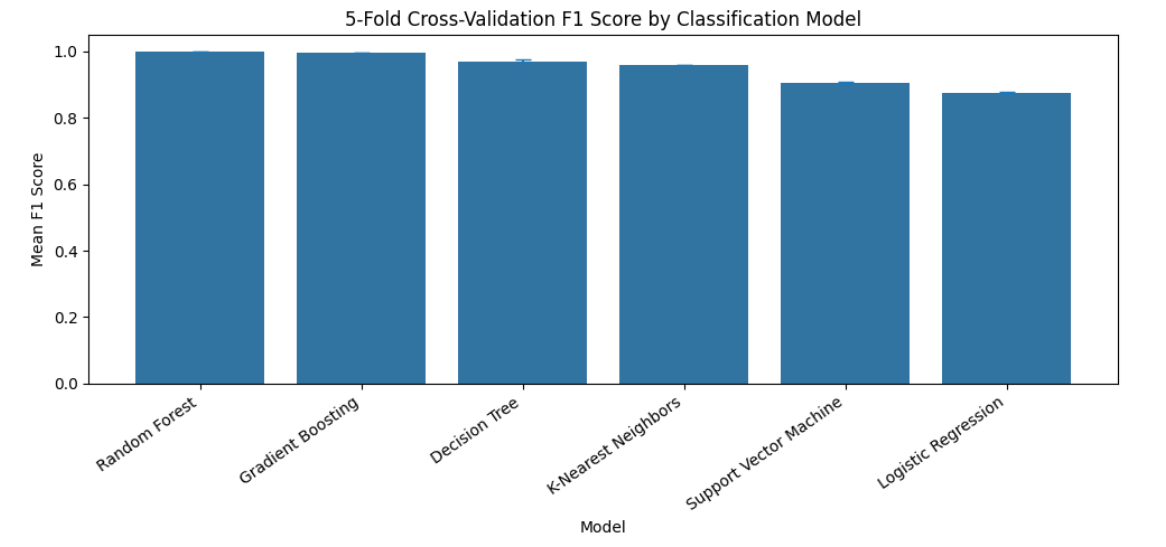 5-Fold Cross-Validation F1 Score by Classification Model
Mean F1 Score
1.0
0.8
0.6
0.4
0.2
0.0
Random Forest
Gradient Boosting
Decision Tree
K-Nearest Neighbors
Support Vector Machine
Logistic Regression
Model